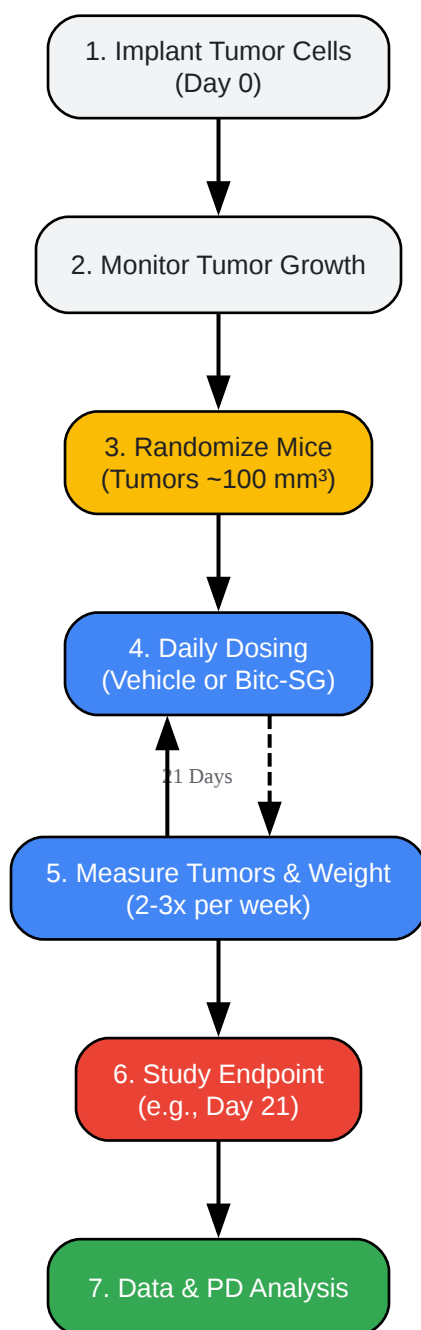 1. Implant Tumor Cells
(Day 0)
2. Monitor Tumor Growth
3. Randomize Mice
(Tumors ~100 mm³)
4. Daily Dosing
(Vehicle or Bitc-SG)
21 Days
5. Measure Tumors & Weight
(2-3x per week)
6. Study Endpoint
(e.g., Day 21)
7. Data & PD Analysis